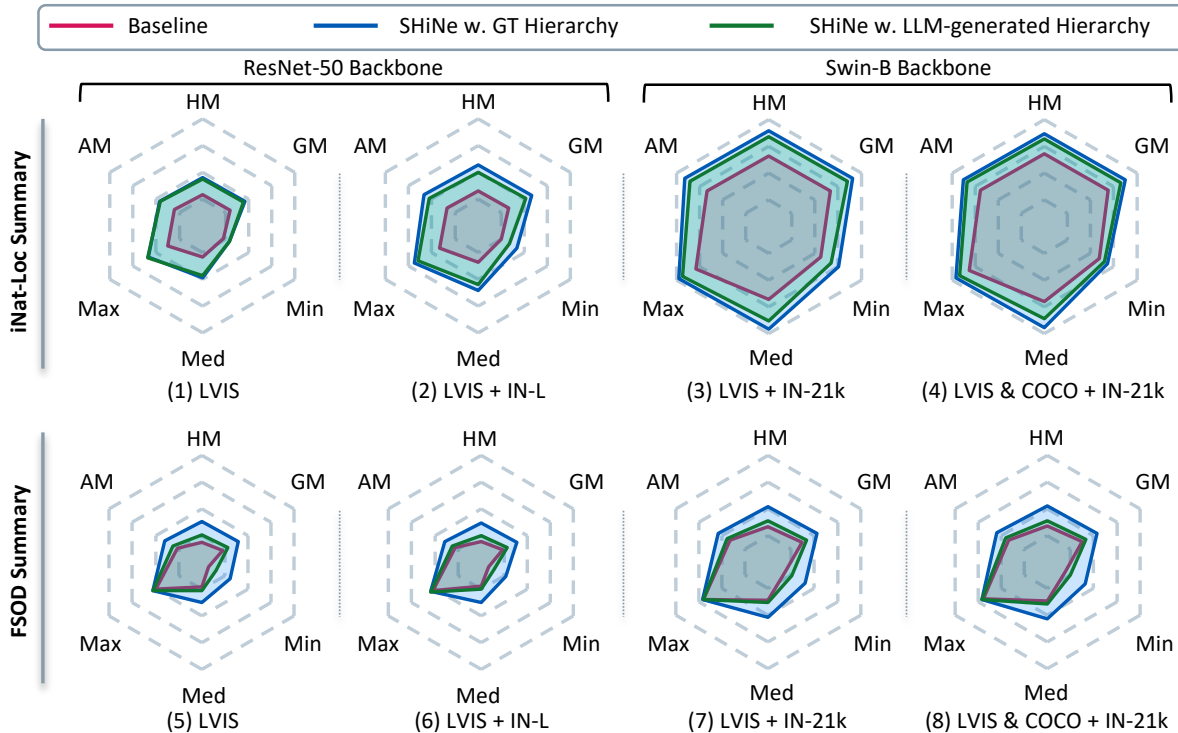 Baseline SHiNe w. GT Hierarchy SHiNe w. LLM-generated Hierarchy
ResNet-50 Backbone Swin-B Backbone
iNat-Loc Summary
HM HM HM HM
AM GM AM GM AM GM AM GM
Max Min Max Min Max Min Max Min
Med Med Med Med
(1) LVIS (2) LVIS + IN-L (3) LVIS + IN-21k (4) LVIS & COCO + IN-21k
FSOD Summary
HM HM HM HM
AM GM AM GM AM GM AM GM
Max Min Max Min Max Min Max Min
Med Med Med Med
(5) LVIS (6) LVIS + IN-L (7) LVIS + IN-21k (8) LVIS & COCO + IN-21k